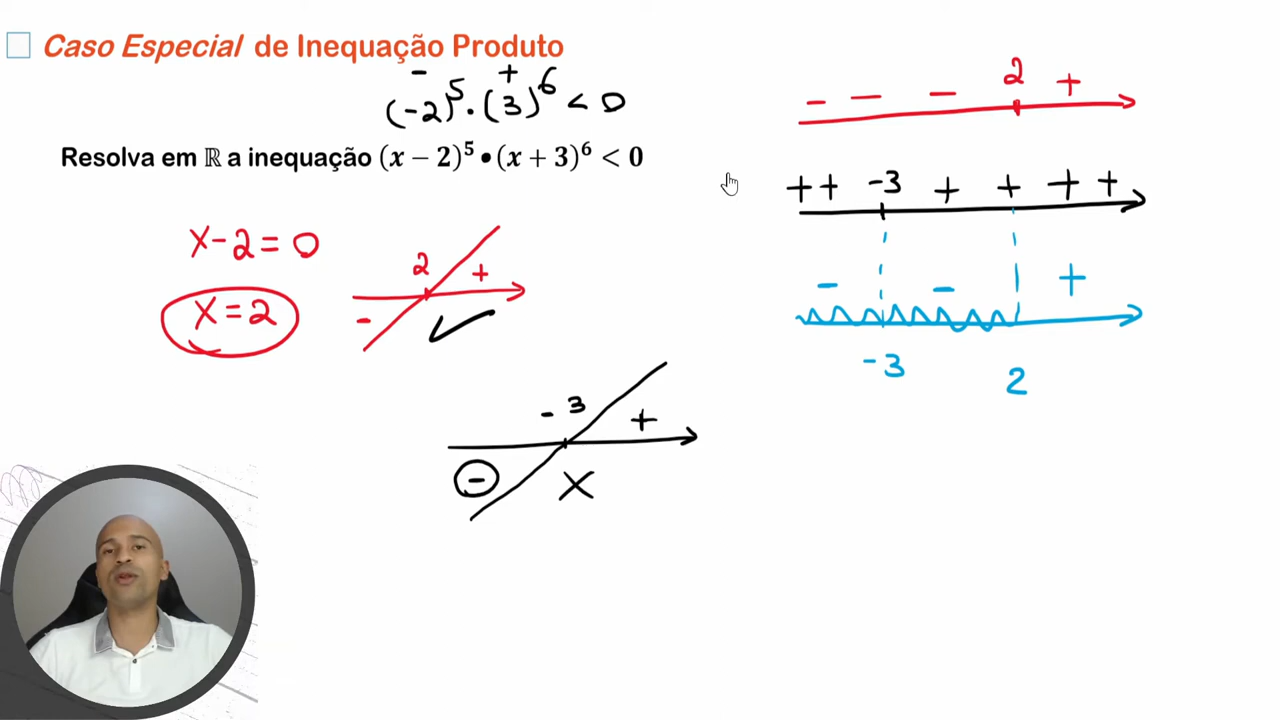 Caso Especial de Inequação Produto
- +
(-2)⁵ · (3)⁶ < 0
Resolva em ℝ a inequação (x − 2)⁵ • (x + 3)⁶ < 0
x-2=0
x=2
2
- +
-3
- +
x
2
- - - +
++ -3 + + + +
- - +
-3 2